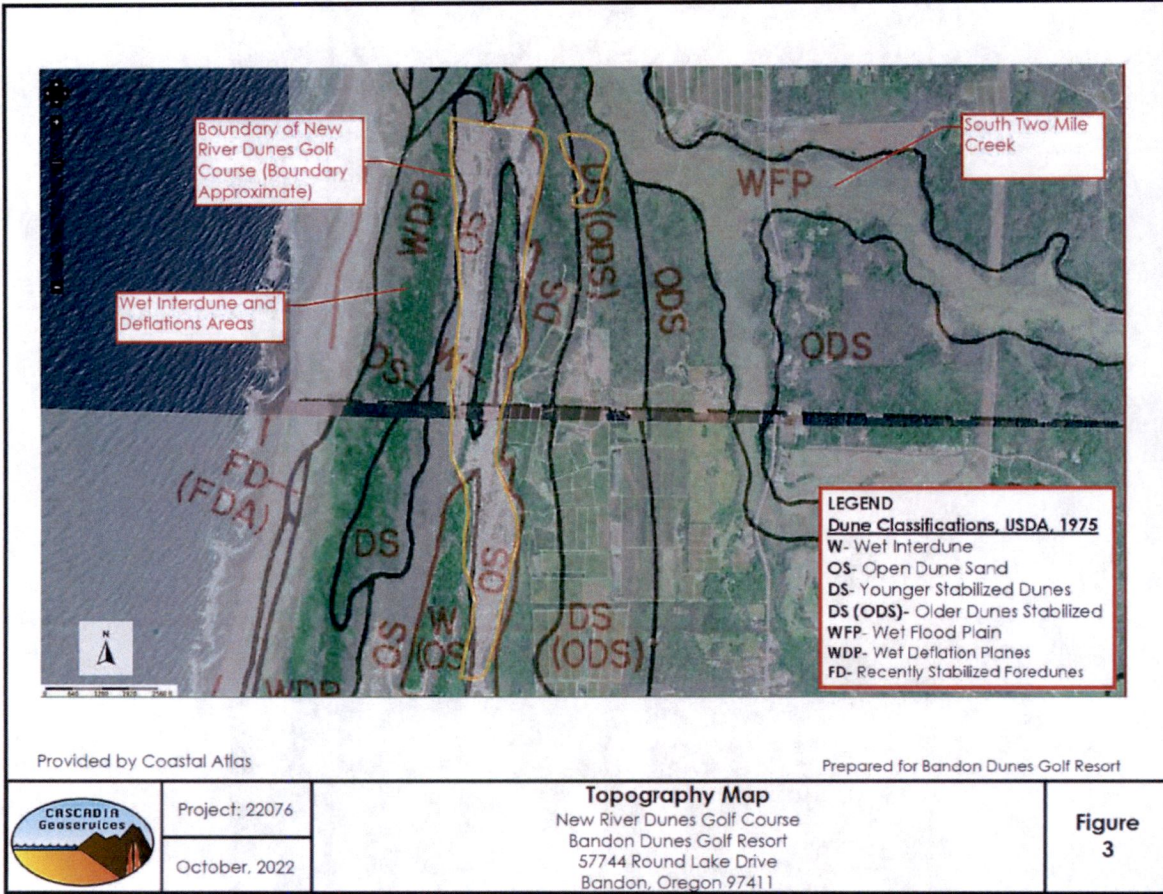 Boundary of New
River Dunes Golf
Course (Boundary
Approximate)
South Two Mile
Creek
WFP
WDP
OS
DS
(ODS)
ODS
Wet Interdune and
Deflations Areas
DS
OS
W
ODS
FD
(FDA)
DS
OS
OS
W
(OS
DS
(ODS)
WDP
LEGEND
Dune Classifications, USDA, 1975
W- Wet Interdune
OS- Open Dune Sand
DS- Younger Stabilized Dunes
DS (ODS)- Older Dunes Stabilized
WFP- Wet Flood Plain
WDP- Wet Deflation Planes
FD- Recently Stabilized Foredunes
N
Provided by Coastal Atlas
Prepared for Bandon Dunes Golf Resort
CASCADIA
Geoservices
Project: 22076
October, 2022
Topography Map
New River Dunes Golf Course
Bandon Dunes Golf Resort
57744 Round Lake Drive
Bandon, Oregon 97411
Figure
3